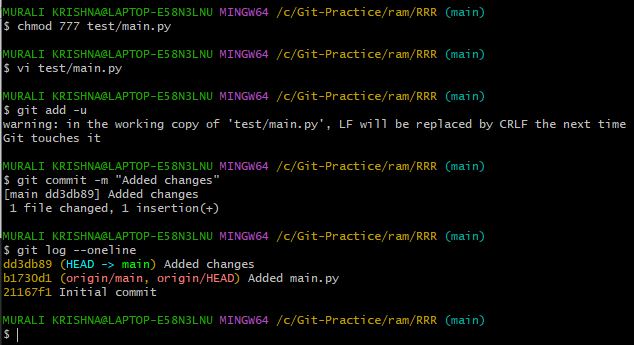 MURALI KRISHNA@LAPTOP-E58N3LNU MINGW64 /c/Git-Practice/ram/RRR (main)
$ chmod 777 test/main.py
MURALI KRISHNA@LAPTOP-E58N3LNU MINGW64 /c/Git-Practice/ram/RRR (main)
$ vi test/main.py
MURALI KRISHNA@LAPTOP-E58N3LNU MINGW64 /c/Git-Practice/ram/RRR (main)
$ git add -u
warning: in the working copy of 'test/main.py', LF will be replaced by CRLF the next time
Git touches it
MURALI KRISHNA@LAPTOP-E58N3LNU MINGW64 /c/Git-Practice/ram/RRR (main)
$ git commit -m "Added changes"
[main dd3db89] Added changes
 1 file changed, 1 insertion(+)
MURALI KRISHNA@LAPTOP-E58N3LNU MINGW64 /c/Git-Practice/ram/RRR (main)
$ git log --oneline
dd3db89 (HEAD -> main) Added changes
b1730d1 (origin/main, origin/HEAD) Added main.py
21167f1 Initial commit
MURALI KRISHNA@LAPTOP-E58N3LNU MINGW64 /c/Git-Practice/ram/RRR (main)
$